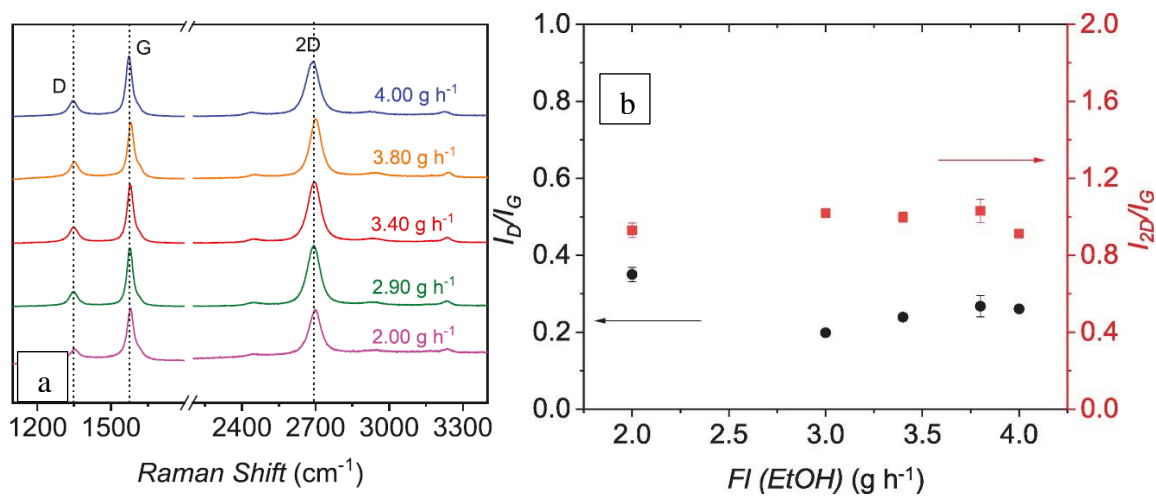 D
G
2D
4.00 g h⁻¹
3.80 g h⁻¹
3.40 g h⁻¹
2.90 g h⁻¹
2.00 g h⁻¹
a
1200 1500 2400 2700 3000 3300
Raman Shift (cm⁻¹)
b
1.0
0.8
0.6
0.4
0.2
0.0
I_D/I_G
2.0
1.6
1.2
0.8
0.4
0.0
I_2D/I_G
2.0 2.5 3.0 3.5 4.0
Fl (EtOH) (g h⁻¹)